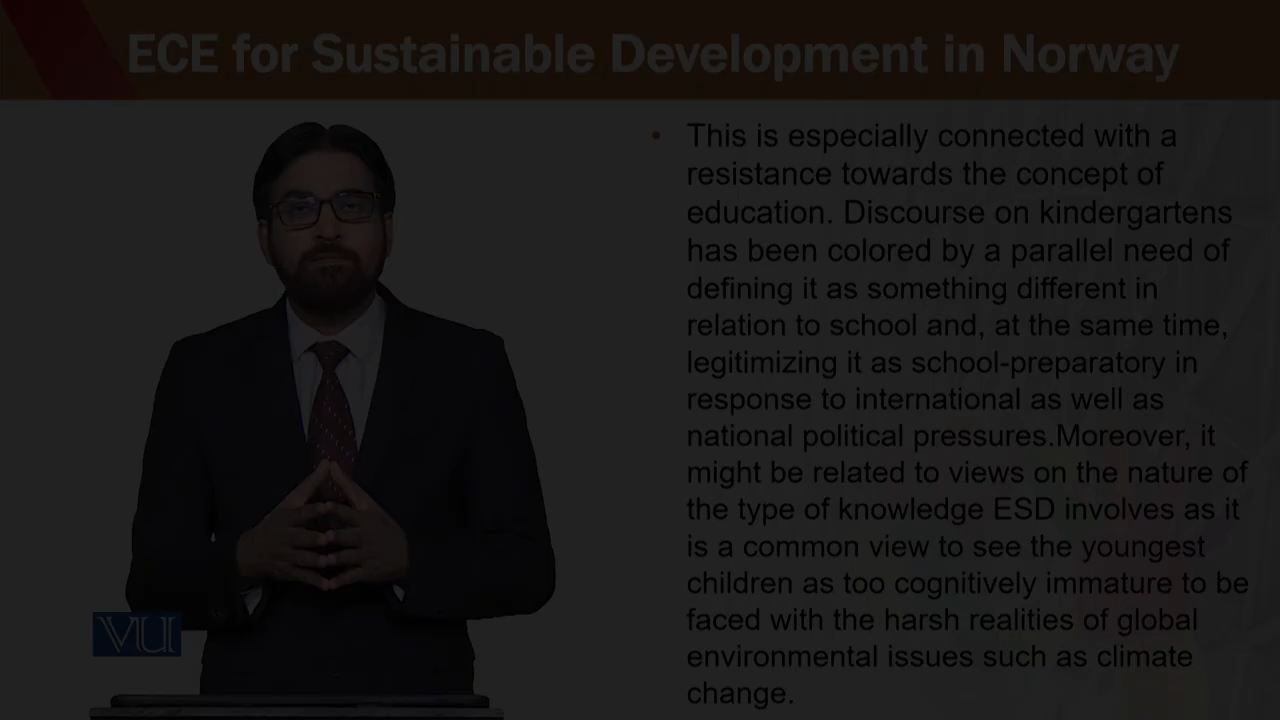 ECE for Sustainable Development in Norway
• This is especially connected with a
resistance towards the concept of
education. Discourse on kindergartens
has been colored by a parallel need of
defining it as something different in
relation to school and, at the same time,
legitimizing it as school-preparatory in
response to international as well as
national political pressures.Moreover, it
might be related to views on the nature of
the type of knowledge ESD involves as it
is a common view to see the youngest
children as too cognitively immature to be
faced with the harsh realities of global
environmental issues such as climate
change.
VU